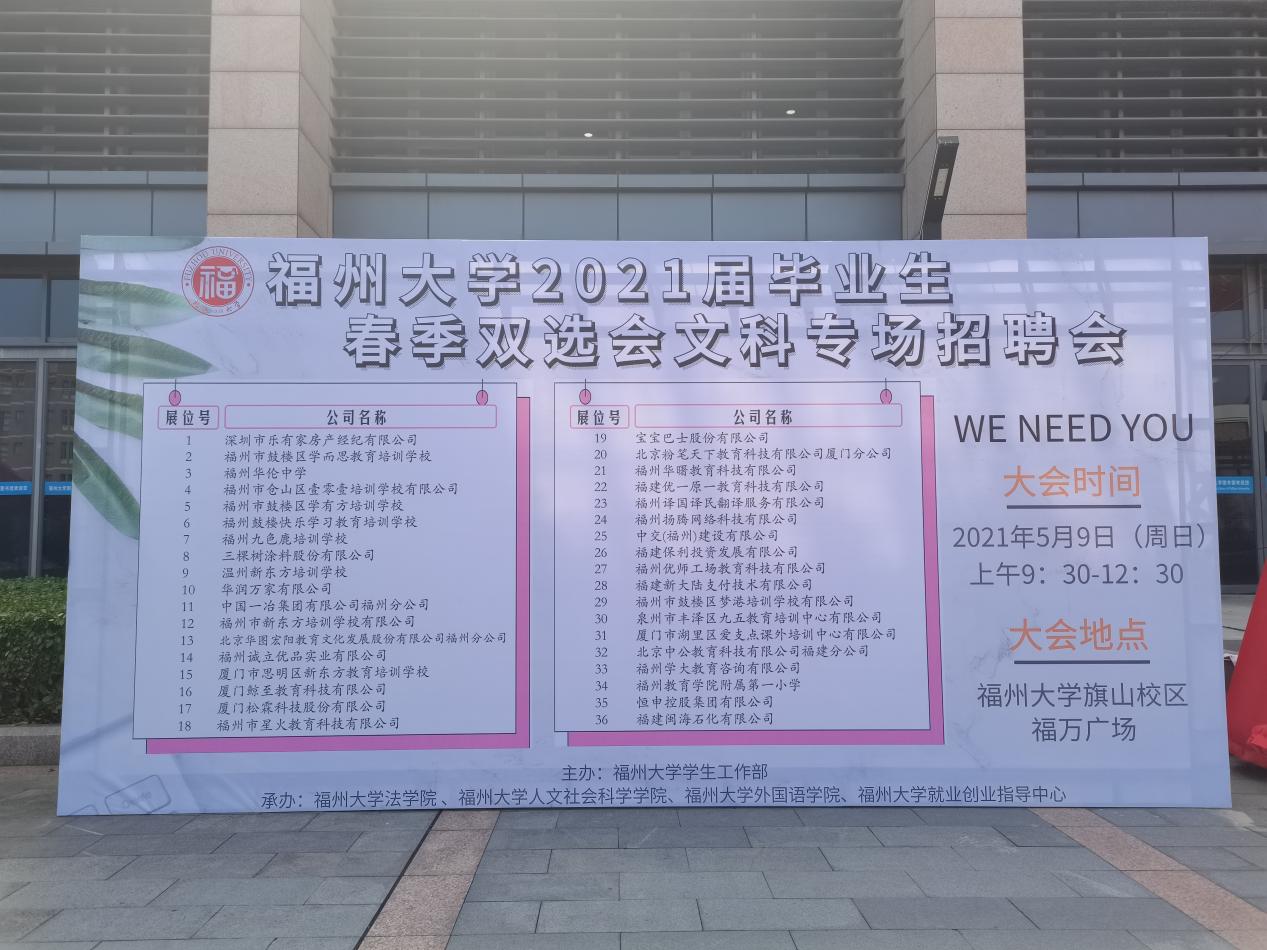 福州大学2021届毕业生
春季双选会文科专场招聘会
FUZHOU UNIVERSITY
福
展位号 公司名称
1 深圳市乐有家房产经纪有限公司
2 福州市鼓楼区学而思教育培训学校
3 福州华伦中学
4 福州市仓山区壹零壹培训学校有限公司
5 福州市鼓楼区学有方培训学校
6 福州鼓楼快乐学习教育培训学校
7 福州九色鹿培训学校
8 三棵树涂料股份有限公司
9 温州新东方培训学校
10 华润万家有限公司
11 中国一冶集团有限公司福州分公司
12 福州市新东方培训学校有限公司
13 北京华图宏阳教育文化发展股份有限公司福州分公司
14 福州诚立优品实业有限公司
15 厦门市思明区新东方教育培训学校
16 厦门鲸至教育科技有限公司
17 厦门松霖科技股份有限公司
18 福州市星火教育科技有限公司
展位号 公司名称
19 宝宝巴士股份有限公司
20 北京粉笔天下教育科技有限公司厦门分公司
21 福州华曙教育科技有限公司
22 福建优一原一教育科技有限公司
23 福州译国译民翻译服务有限公司
24 福州扬腾网络科技有限公司
25 中交(福州)建设有限公司
26 福建保利投资发展有限公司
27 福州优师工场教育科技有限公司
28 福建新大陆支付技术有限公司
29 福州市鼓楼区梦港培训学校有限公司
30 泉州市丰泽区九五教育培训中心有限公司
31 厦门市湖里区爱支点课外培训中心有限公司
32 北京中公教育科技有限公司福建分公司
33 福州学大教育咨询有限公司
34 福州教育学院附属第一小学
35 恒申控股集团有限公司
36 福建闽海石化有限公司
WE NEED YOU
大会时间
2021年5月9日（周日）
上午9：30-12：30
大会地点
福州大学旗山校区
福万广场
主办：福州大学学生工作部
承办：福州大学法学院、福州大学人文社会科学学院、福州大学外国语学院、福州大学就业创业指导中心